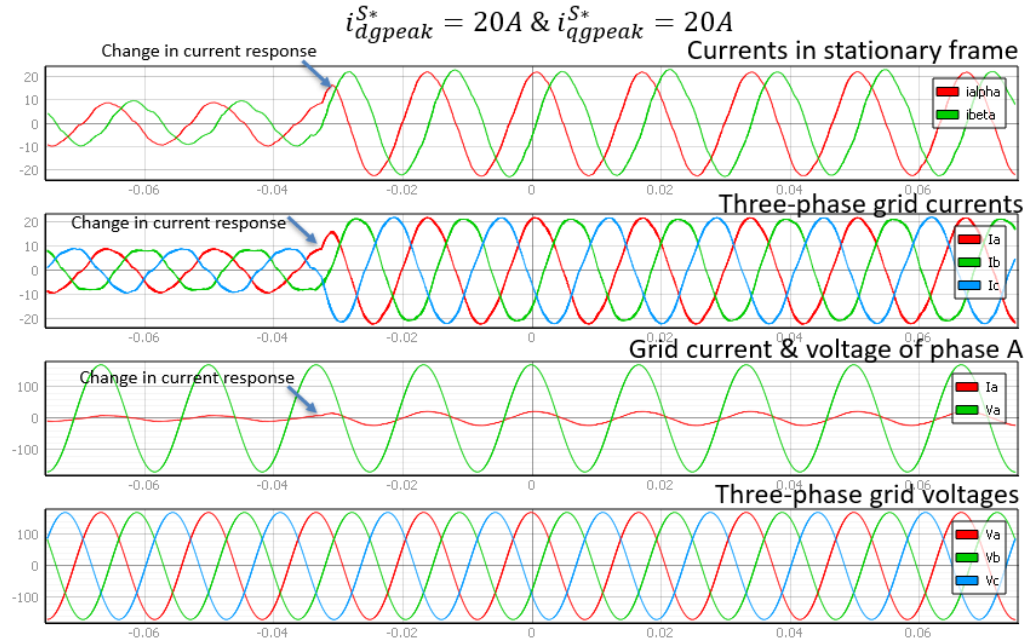 i^{S*}_{dgpeak} = 20A & i^{S*}_{qgpeak} = 20A
Currents in stationary frame
Change in current response
20
10
0
-10
-20
ialpha
ibeta
-0.06
-0.04
-0.02
0
0.02
0.04
0.06
Three-phase grid currents
Change in current response
20
10
0
-10
-20
Ia
Ib
Ic
-0.06
-0.04
-0.02
0
0.02
0.04
0.06
Grid current & voltage of phase A
Change in current response
100
0
-100
Ia
Va
-0.06
-0.04
-0.02
0
0.02
0.04
0.06
Three-phase grid voltages
100
0
-100
Va
Vb
Vc
-0.06
-0.04
-0.02
0
0.02
0.04
0.06